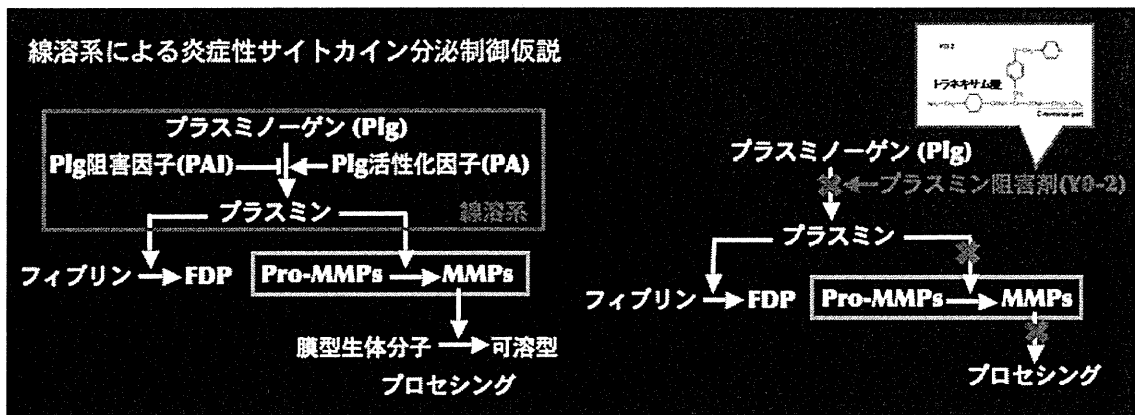 線溶系による炎症性サイトカイン分泌制御仮説
プラスミノーゲン (Plg)
Plg阻害因子(PAI)
Plg活性化因子(PA)
プラスミン
線溶系
フィブリン
FDP
Pro-MMPs
MMPs
膜型生体分子
可溶型
プロセシング
YO-2
トラネキサム酸
C-terminal part
プラスミノーゲン (Plg)
プラスミン阻害剤(YO-2)
プラスミン
フィブリン
FDP
Pro-MMPs
MMPs
プロセシング